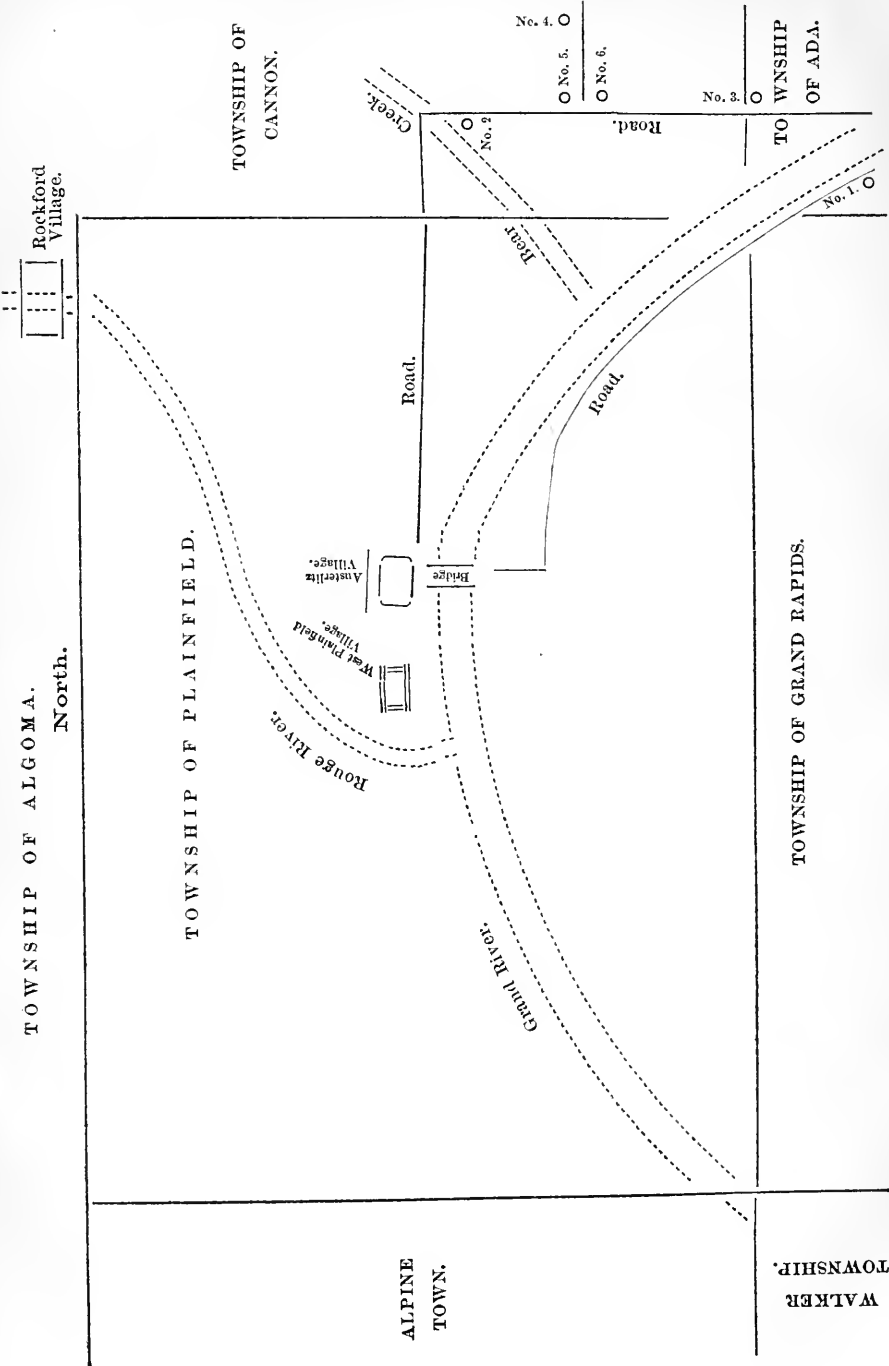 TOWNSHIP OF ALGOMA.
North.
Rockford
Village.
TOWNSHIP OF
CANNON.
No. 4.
No. 5.
No. 6.
No. 3.
TOWNSHIP
OF ADA.
Creek.
No. 2
Road.
Bear
No. 1.
Road.
Road.
TOWNSHIP OF PLAINFIELD.
Austerlitz
Village.
Bridge
West Plainfield
Village.
Rouge River.
Grand River.
TOWNSHIP OF GRAND RAPIDS.
ALPINE
TOWN.
WALKER
TOWNSHIP.